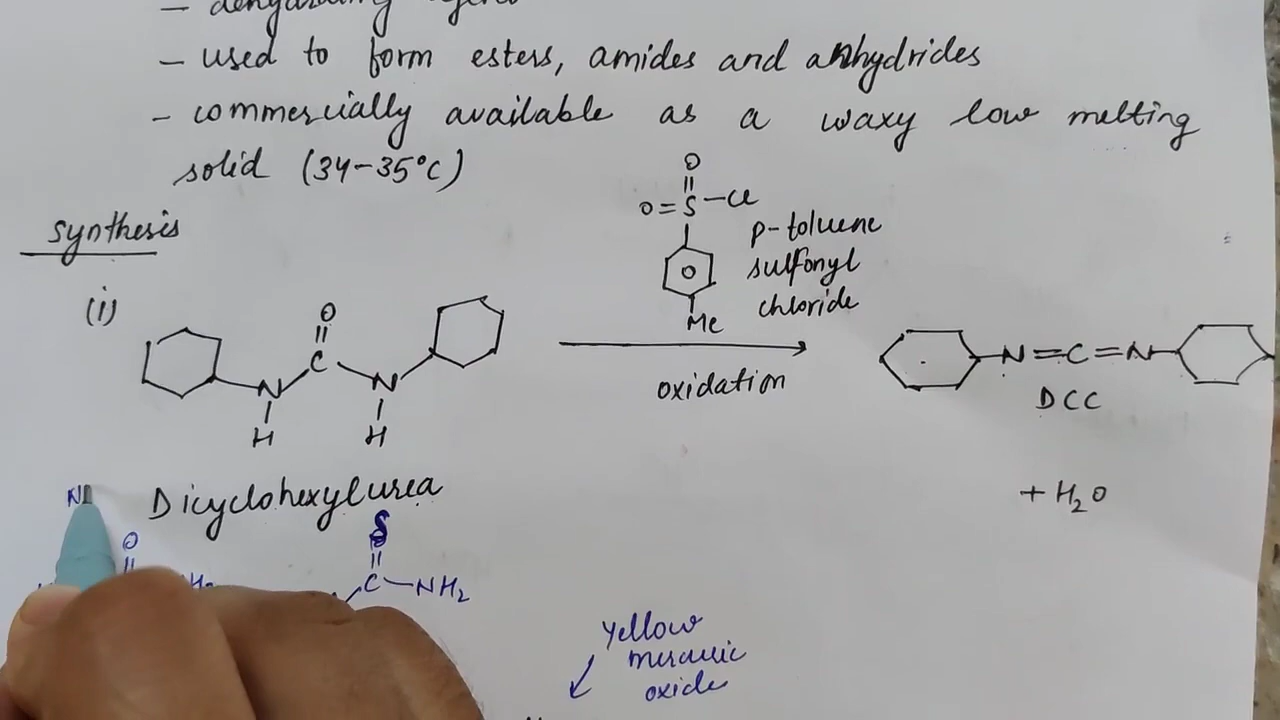 - used to form esters, amides and anhydrides
- commercially available as a waxy low melting
solid (34-35°C)
Synthesis
O
O=S-Cl
p-toluene
sulfonyl
chloride
Me
(i)
O
C
N
N
H
H
oxidation
N=C=N
DCC
Dicyclohexylurea
+ H2O
O
S
C-NH2
Yellow
mercuric
oxide